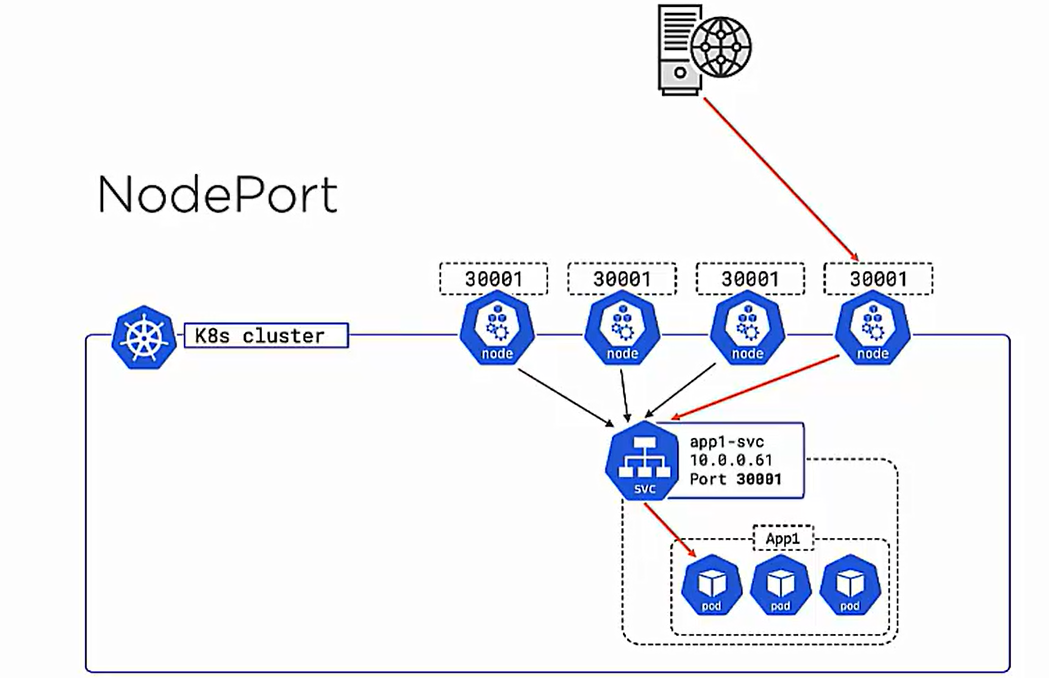 NodePort
30001
30001
30001
30001
K8s cluster
node
node
node
node
app1-svc
10.0.0.61
Port 30001
svc
App1
pod
pod
pod